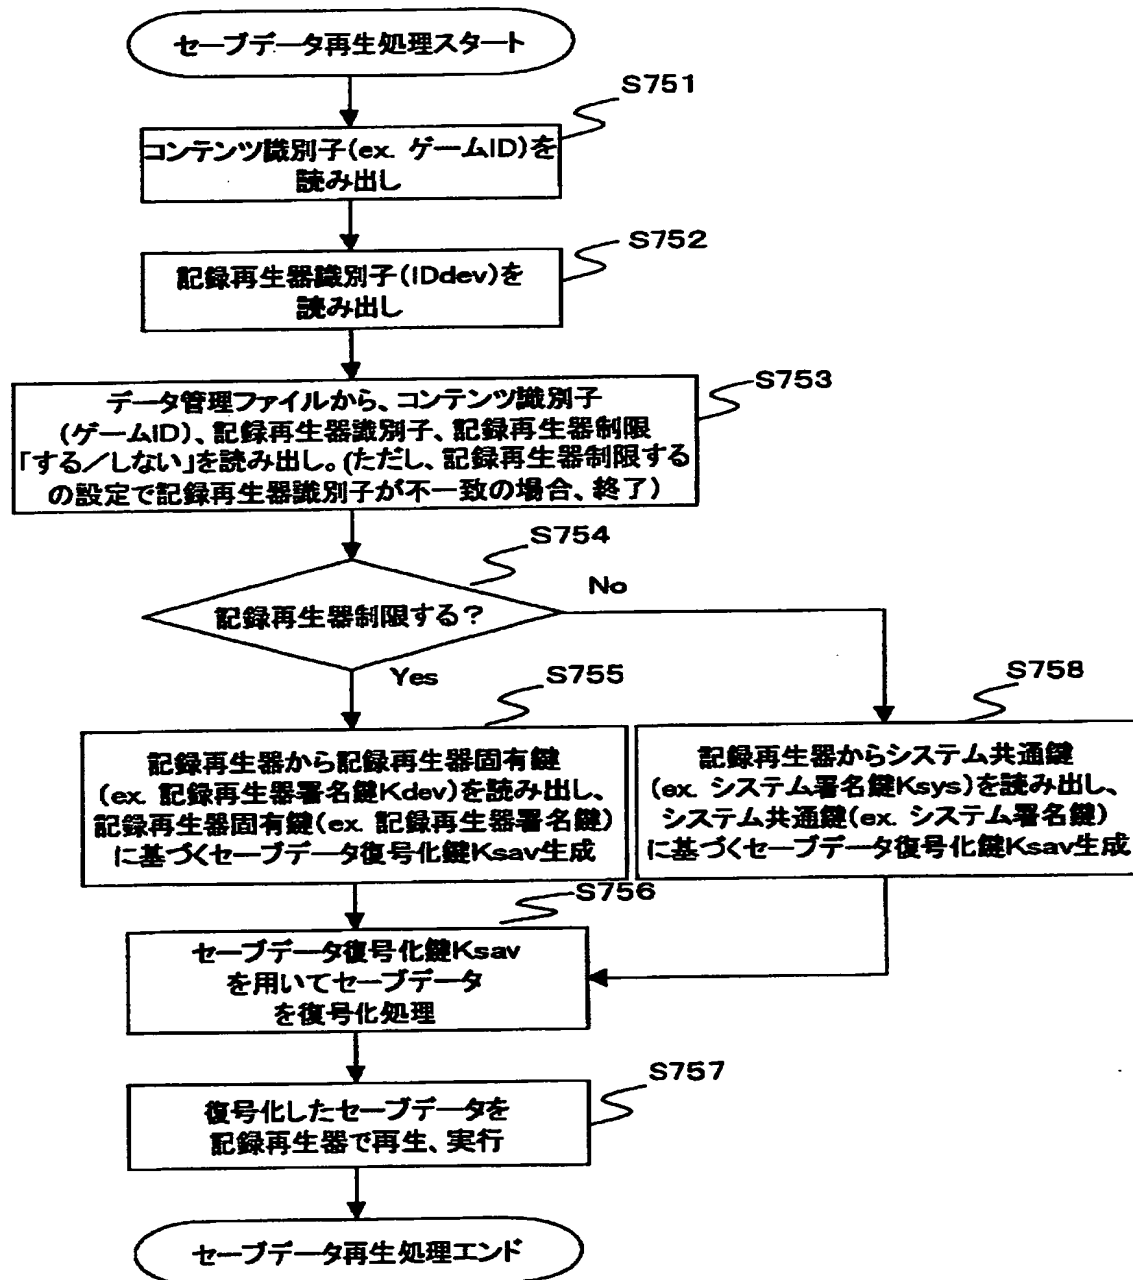 セーブデータ再生処理スタート
S751
コンテンツ識別子(ex. ゲームID)を
読み出し
S752
記録再生器識別子(IDdev)を
読み出し
S753
データ管理ファイルから、コンテンツ識別子
(ゲームID)、記録再生器識別子、記録再生器制限
「する／しない」を読み出し。(ただし、記録再生器制限する
の設定で記録再生器識別子が不一致の場合、終了)
S754
記録再生器制限する?
No
Yes
S755
記録再生器から記録再生器固有鍵
(ex. 記録再生器署名鍵Kdev)を読み出し、
記録再生器固有鍵(ex. 記録再生器署名鍵)
に基づくセーブデータ復号化鍵Ksav生成
S758
記録再生器からシステム共通鍵
(ex. システム署名鍵Ksys)を読み出し、
システム共通鍵(ex. システム署名鍵)
に基づくセーブデータ復号化鍵Ksav生成
S756
セーブデータ復号化鍵Ksav
を用いてセーブデータ
を復号化処理
S757
復号化したセーブデータを
記録再生器で再生、実行
セーブデータ再生処理エンド